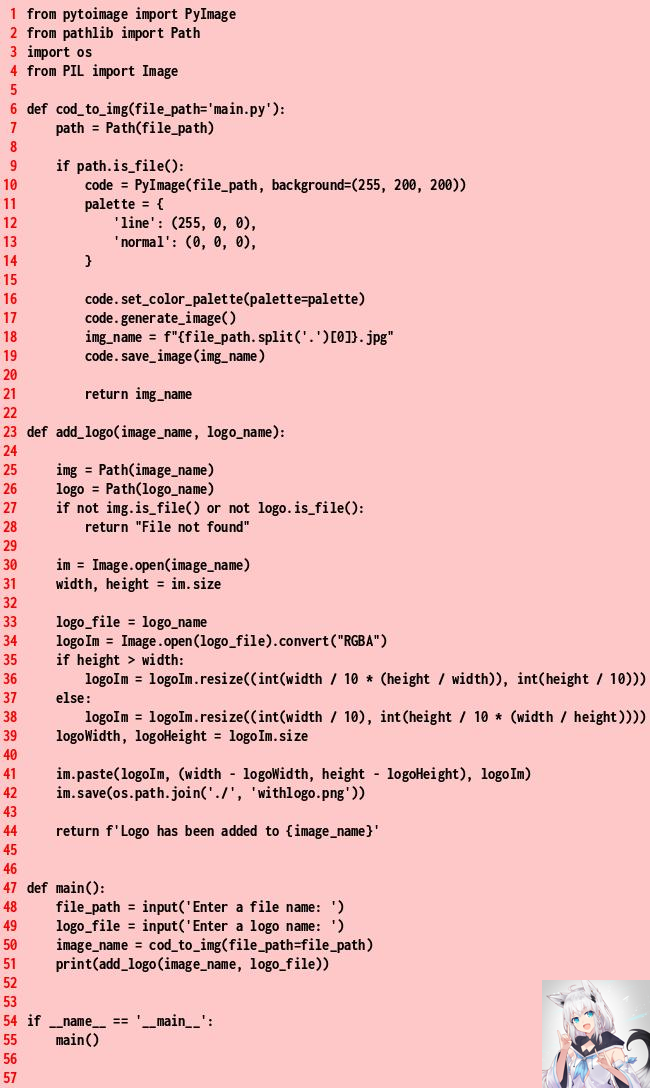 1 from pytoimage import PyImage
2 from pathlib import Path
3 import os
4 from PIL import Image
5
6 def cod_to_img(file_path='main.py'):
7     path = Path(file_path)
8
9     if path.is_file():
10         code = PyImage(file_path, background=(255, 200, 200))
11         palette = {
12             'line': (255, 0, 0),
13             'normal': (0, 0, 0),
14         }
15
16         code.set_color_palette(palette=palette)
17         code.generate_image()
18         img_name = f"{file_path.split('.')[0]}.jpg"
19         code.save_image(img_name)
20
21         return img_name
22
23 def add_logo(image_name, logo_name):
24
25     img = Path(image_name)
26     logo = Path(logo_name)
27     if not img.is_file() or not logo.is_file():
28         return "File not found"
29
30     im = Image.open(image_name)
31     width, height = im.size
32
33     logo_file = logo_name
34     logoIm = Image.open(logo_file).convert("RGBA")
35     if height > width:
36         logoIm = logoIm.resize((int(width / 10 * (height / width)), int(height / 10)))
37     else:
38         logoIm = logoIm.resize((int(width / 10), int(height / 10 * (width / height))))
39     logoWidth, logoHeight = logoIm.size
40
41     im.paste(logoIm, (width - logoWidth, height - logoHeight), logoIm)
42     im.save(os.path.join('./', 'withlogo.png'))
43
44     return f'Logo has been added to {image_name}'
45
46
47 def main():
48     file_path = input('Enter a file name: ')
49     logo_file = input('Enter a logo name: ')
50     image_name = cod_to_img(file_path=file_path)
51     print(add_logo(image_name, logo_file))
52
53
54 if __name__ == '__main__':
55     main()
56
57